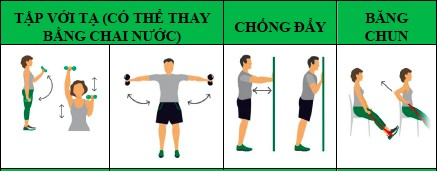 TẬP VỚI TẠ (CÓ THỂ THAY
BẰNG CHAI NƯỚC)
CHỐNG ĐẨY
BĂNG
CHUN